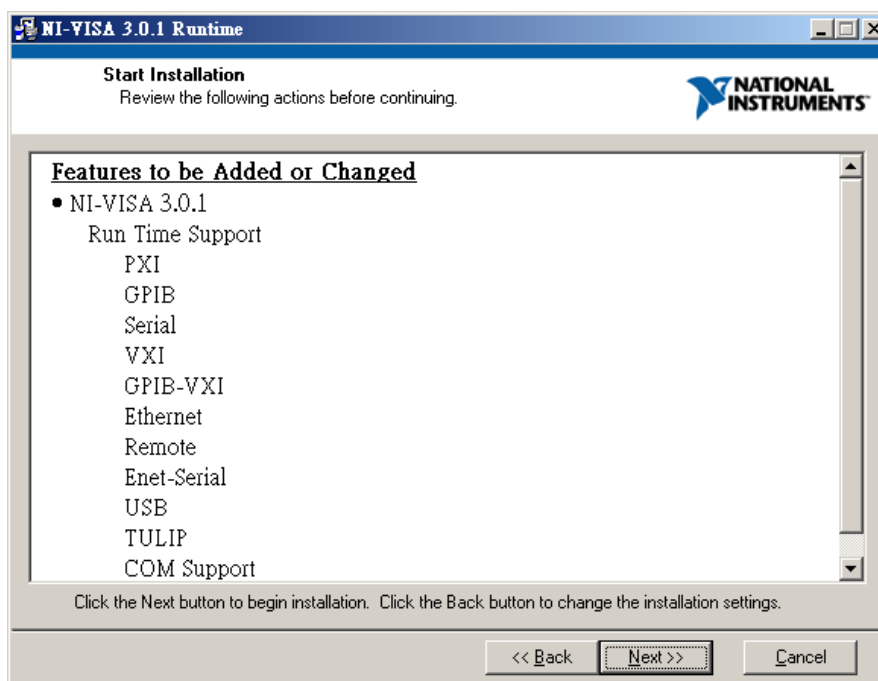 NI-VISA 3.0.1 Runtime
Start Installation
Review the following actions before continuing.
NATIONAL
INSTRUMENTS
Features to be Added or Changed
• NI-VISA 3.0.1
Run Time Support
PXI
GPIB
Serial
VXI
GPIB-VXI
Ethernet
Remote
Enet-Serial
USB
TULIP
COM Support
Click the Next button to begin installation. Click the Back button to change the installation settings.
<< Back Next >> Cancel